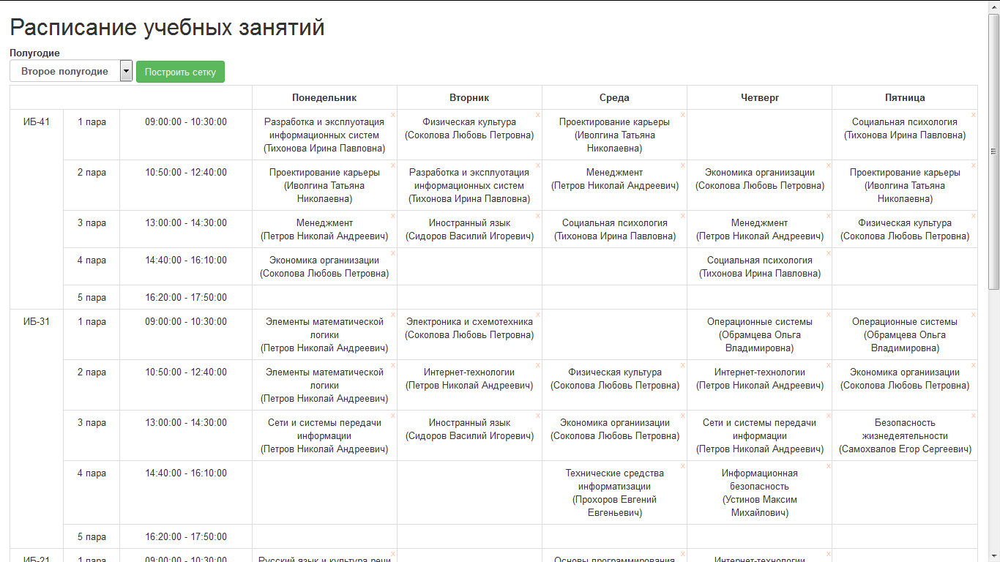 Расписание учебных занятий
Полугодие
Второе полугодие Построить сетку
Понедельник Вторник Среда Четверг Пятница
ИБ-41 1 пара 09:00:00 - 10:30:00
Разработка и эксплуотация
информационных систем
(Тихонова Ирина Павловна)
x
Физическая культура
(Соколова Любовь Петровна)
x
Проектирование карьеры
(Иволгина Татьяна
Николаевна)
x
Социальная психология
(Тихонова Ирина Павловна)
x
2 пара 10:50:00 - 12:40:00
Проектирование карьеры
(Иволгина Татьяна
Николаевна)
x
Разработка и эксплуотация
информационных систем
(Тихонова Ирина Павловна)
x
Менеджмент
(Петров Николай Андреевич)
x
Экономика органиизации
(Соколова Любовь Петровна)
x
Проектирование карьеры
(Иволгина Татьяна
Николаевна)
x
3 пара 13:00:00 - 14:30:00
Менеджмент
(Петров Николай Андреевич)
x
Иностранный язык
(Сидоров Василий Игоревич)
x
Социальная психология
(Тихонова Ирина Павловна)
x
Менеджмент
(Петров Николай Андреевич)
x
Физическая культура
(Соколова Любовь Петровна)
x
4 пара 14:40:00 - 16:10:00
Экономика органиизации
(Соколова Любовь Петровна)
x
Социальная психология
(Тихонова Ирина Павловна)
x
5 пара 16:20:00 - 17:50:00
ИБ-31 1 пара 09:00:00 - 10:30:00
Элементы математической
логики
(Петров Николай Андреевич)
x
Электроника и схемотехника
(Соколова Любовь Петровна)
x
Операционные системы
(Обрамцева Ольга
Владимировна)
x
Операционные системы
(Обрамцева Ольга
Владимировна)
x
2 пара 10:50:00 - 12:40:00
Элементы математической
логики
(Петров Николай Андреевич)
x
Интернет-технологии
(Петров Николай Андреевич)
x
Физическая культура
(Соколова Любовь Петровна)
x
Интернет-технологии
(Петров Николай Андреевич)
x
Экономика органиизации
(Соколова Любовь Петровна)
x
3 пара 13:00:00 - 14:30:00
Сети и системы передачи
информации
(Петров Николай Андреевич)
x
Иностранный язык
(Сидоров Василий Игоревич)
x
Экономика органиизации
(Соколова Любовь Петровна)
x
Сети и системы передачи
информации
(Петров Николай Андреевич)
x
Безопасность
жизнедеятельности
(Самохвалов Егор Сергеевич)
x
4 пара 14:40:00 - 16:10:00
Технические средства
информатизации
(Прохоров Евгений
Евгеньевич)
x
Информационная
безопасность
(Устинов Максим
Михайлович)
x
5 пара 16:20:00 - 17:50:00
ИБ-21 1 пара 09:00:00 - 10:30:00
Русский язык и культура речи
x
Основы программирования
x
Интернет-технологии
x